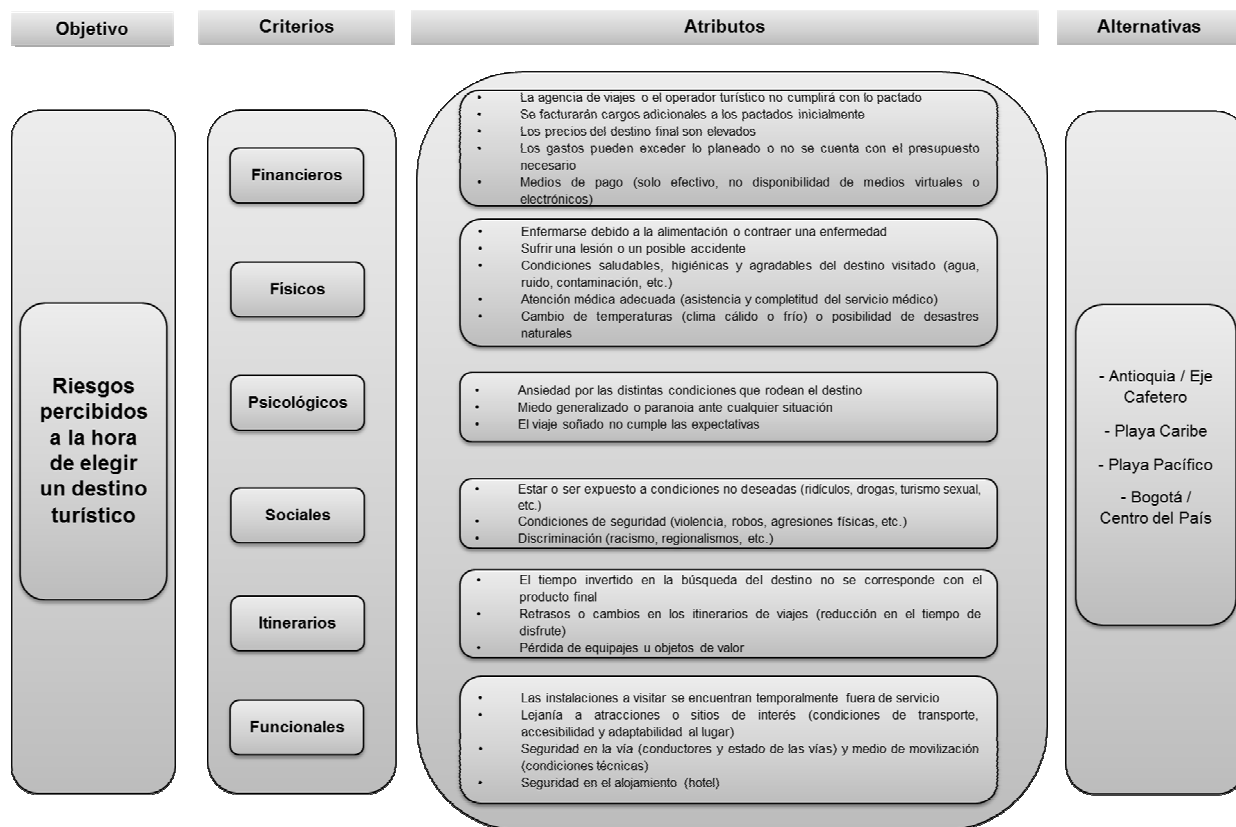 Objetivo
Criterios
Atributos
Alternativas
Riesgos
percibidos
a la hora
de elegir
un destino
turístico
Financieros
Físicos
Psicológicos
Sociales
Itinerarios
Funcionales
• La agencia de viajes o el operador turístico no cumplirá con lo pactado
• Se facturarán cargos adicionales a los pactados inicialmente
• Los precios del destino final son elevados
• Los gastos pueden exceder lo planeado o no se cuenta con el presupuesto
necesario
• Medios de pago (solo efectivo, no disponibilidad de medios virtuales o
electrónicos)
• Enfermarse debido a la alimentación o contraer una enfermedad
• Sufrir una lesión o un posible accidente
• Condiciones saludables, higiénicas y agradables del destino visitado (agua,
ruido, contaminación, etc.)
• Atención médica adecuada (asistencia y completitud del servicio médico)
• Cambio de temperaturas (clima cálido o frío) o posibilidad de desastres
naturales
• Ansiedad por las distintas condiciones que rodean el destino
• Miedo generalizado o paranoia ante cualquier situación
• El viaje soñado no cumple las expectativas
• Estar o ser expuesto a condiciones no deseadas (ridículos, drogas, turismo sexual,
etc.)
• Condiciones de seguridad (violencia, robos, agresiones físicas, etc.)
• Discriminación (racismo, regionalismos, etc.)
• El tiempo invertido en la búsqueda del destino no se corresponde con el
producto final
• Retrasos o cambios en los itinerarios de viajes (reducción en el tiempo de
disfrute)
• Pérdida de equipajes u objetos de valor
• Las instalaciones a visitar se encuentran temporalmente fuera de servicio
• Lejanía a atracciones o sitios de interés (condiciones de transporte,
accesibilidad y adaptabilidad al lugar)
• Seguridad en la vía (conductores y estado de las vías) y medio de movilización
(condiciones técnicas)
• Seguridad en el alojamiento (hotel)
- Antioquia / Eje
Cafetero
- Playa Caribe
- Playa Pacífico
- Bogotá /
Centro del País